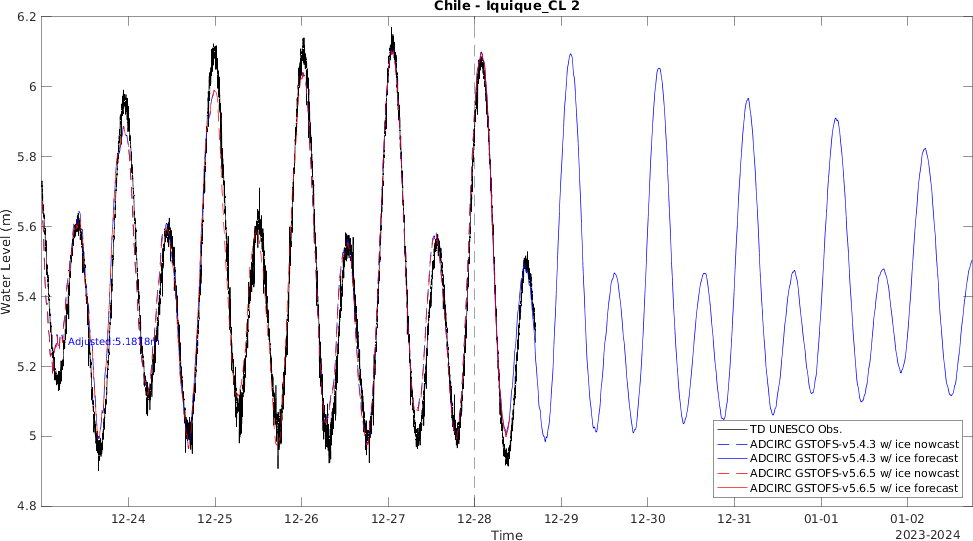 Chile - Iquique_CL 2
6.2
6
5.8
5.6
5.4
5.2
5
4.8
Water Level (m)
Adjusted:5.1878m
TD UNESCO Obs.
ADCIRC GSTOFS-v5.4.3 w/ ice nowcast
ADCIRC GSTOFS-v5.4.3 w/ ice forecast
ADCIRC GSTOFS-v5.6.5 w/ ice nowcast
ADCIRC GSTOFS-v5.6.5 w/ ice forecast
12-24 12-25 12-26 12-27 12-28 12-29 12-30 12-31 01-01 01-02
Time
2023-2024